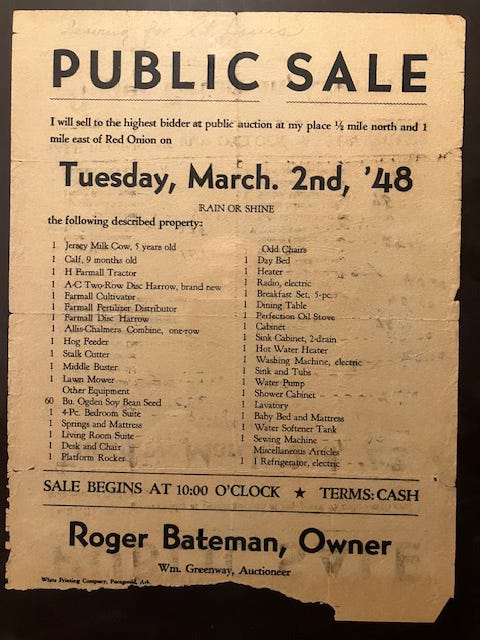 Leaving for St. Louis
PUBLIC SALE
I will sell to the highest bidder at public auction at my place ½ mile north and 1
mile east of Red Onion on
Tuesday, March. 2nd, '48
RAIN OR SHINE
the following described property:
1 Jersey Milk Cow, 5 years old
1 Calf, 9 months old
1 H Farmall Tractor
1 A-C Two-Row Disc Harrow, brand new
1 Farmall Cultivator
1 Farmall Fertilizer Distributor
1 Farmall Disc Harrow
1 Allis-Chalmers Combine, one-row
1 Hog Feeder
1 Stalk Cutter
1 Middle Buster
1 Lawn Mower
Other Equipment
60 Bu. Ogden Soy Bean Seed
1 4-Pc. Bedroom Suite
1 Springs and Mattress
1 Living Room Suite
1 Desk and Chair
1 Platform Rocker
Odd Chairs
1 Day Bed
1 Heater
1 Radio, electric
1 Breakfast Set, 5-pc.
1 Dining Table
1 Perfection Oil Stove
1 Cabinet
1 Sink Cabinet, 2-drain
1 Hot Water Heater
1 Washing Machine, electric
1 Sink and Tubs
1 Water Pump
1 Shower Cabinet
1 Lavatory
1 Baby Bed and Mattress
1 Water Softener Tank
1 Sewing Machine
Miscellaneous Articles
1 1 Refrigerator, electric
SALE BEGINS AT 10:00 O'CLOCK ★ TERMS: CASH
Roger Bateman, Owner
Wm. Greenway, Auctioneer
White Printing Company, Paragould, Ark.